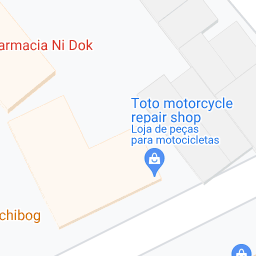 armacia Ni Dok
Toto motorcycle
repair shop
Loja de peças
para motocicletas
chibog